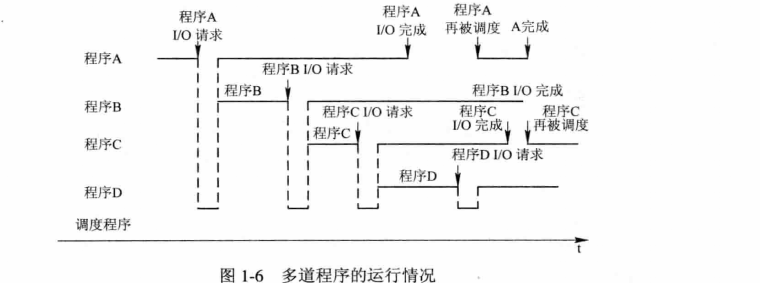 程序A
I/O 请求
程序A
I/O 完成
程序A
再被调度
A完成
程序A
程序B I/O 请求
程序B
程序B
程序B I/O 完成
程序C I/O 请求
程序C
I/O 完成
程序C
再被调度
程序C
程序C
程序D I/O 请求
程序D
程序D
调度程序
t
图 1-6 多道程序的运行情况